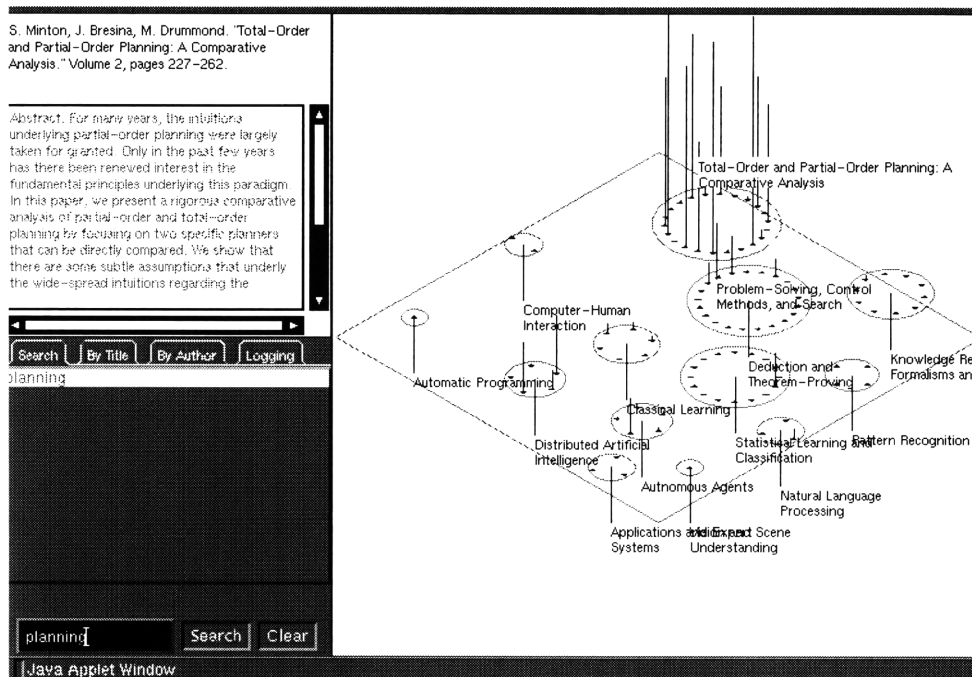 S. Minton, J. Bresina, M. Drummond. "Total-Order
and Partial-Order Planning: A Comparative
Analysis." Volume 2, pages 227-262.
Abstract. For many years, the intuitions
underlying partial-order planning were largely
taken for granted. Only in the past few years
has there been renewed interest in the
fundamental principles underlying this paradigm.
In this paper, we present a rigorous comparative
analysis of partial-order and total-order
planning by focusing on two specific planners
that can be directly compared. We show that
there are some subtle assumptions that underly
the wide-spread intuitions regarding the
Search
By Title
By Author
Logging
planning
planning
Search
Clear
Java Applet Window
Total-Order and Partial-Order Planning: A
Comparative Analysis
Problem-Solving, Control
Methods, and Search
Computer-Human
Interaction
Knowledge Re
Formalisms an
Automatic Programming
Deduction and
Theorem-Proving
Classical Learning
Distributed Artificial
Intelligence
Statistical Learning and
Classification
Pattern Recognition
Autnomous Agents
Natural Language
Processing
Applications and Expert
Systems
Vision and Scene
Understanding